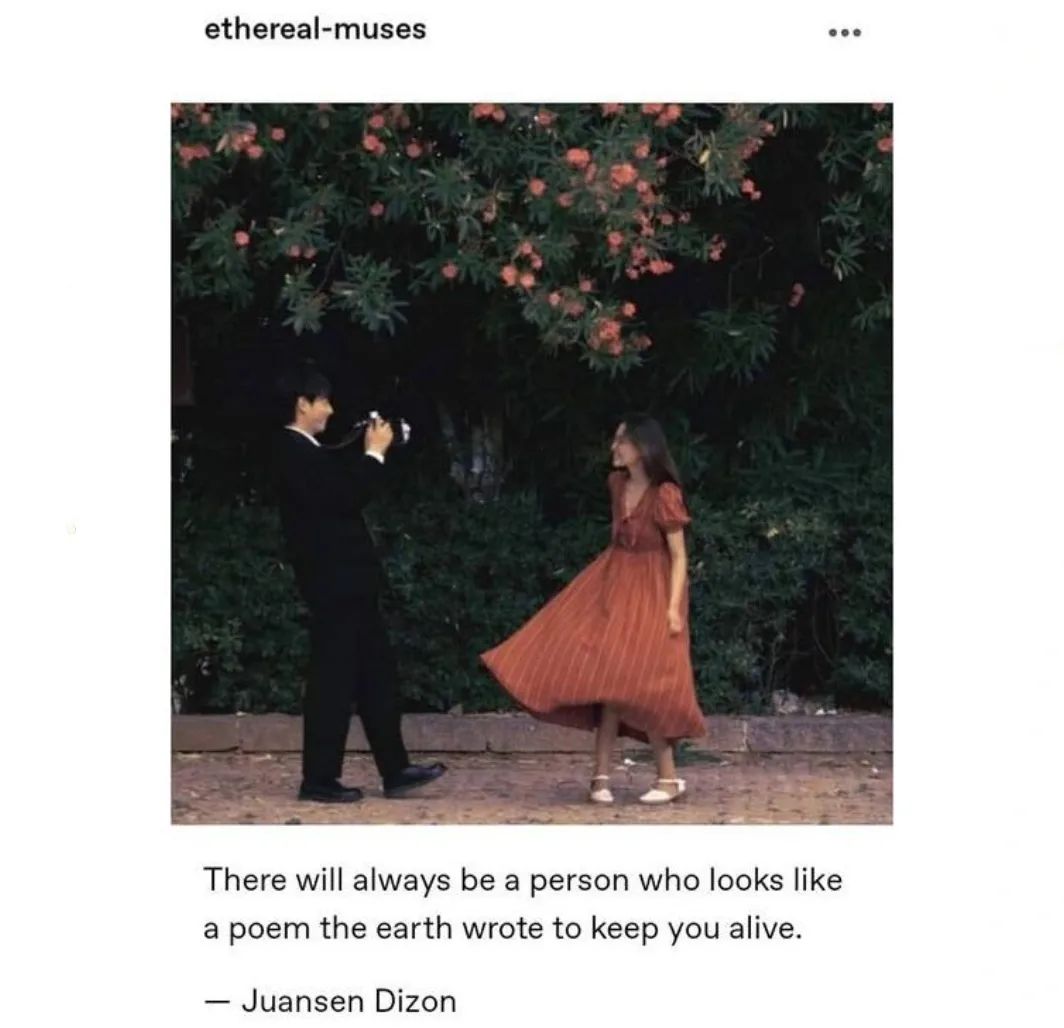 ethereal-muses
There will always be a person who looks like
a poem the earth wrote to keep you alive.
— Juansen Dizon